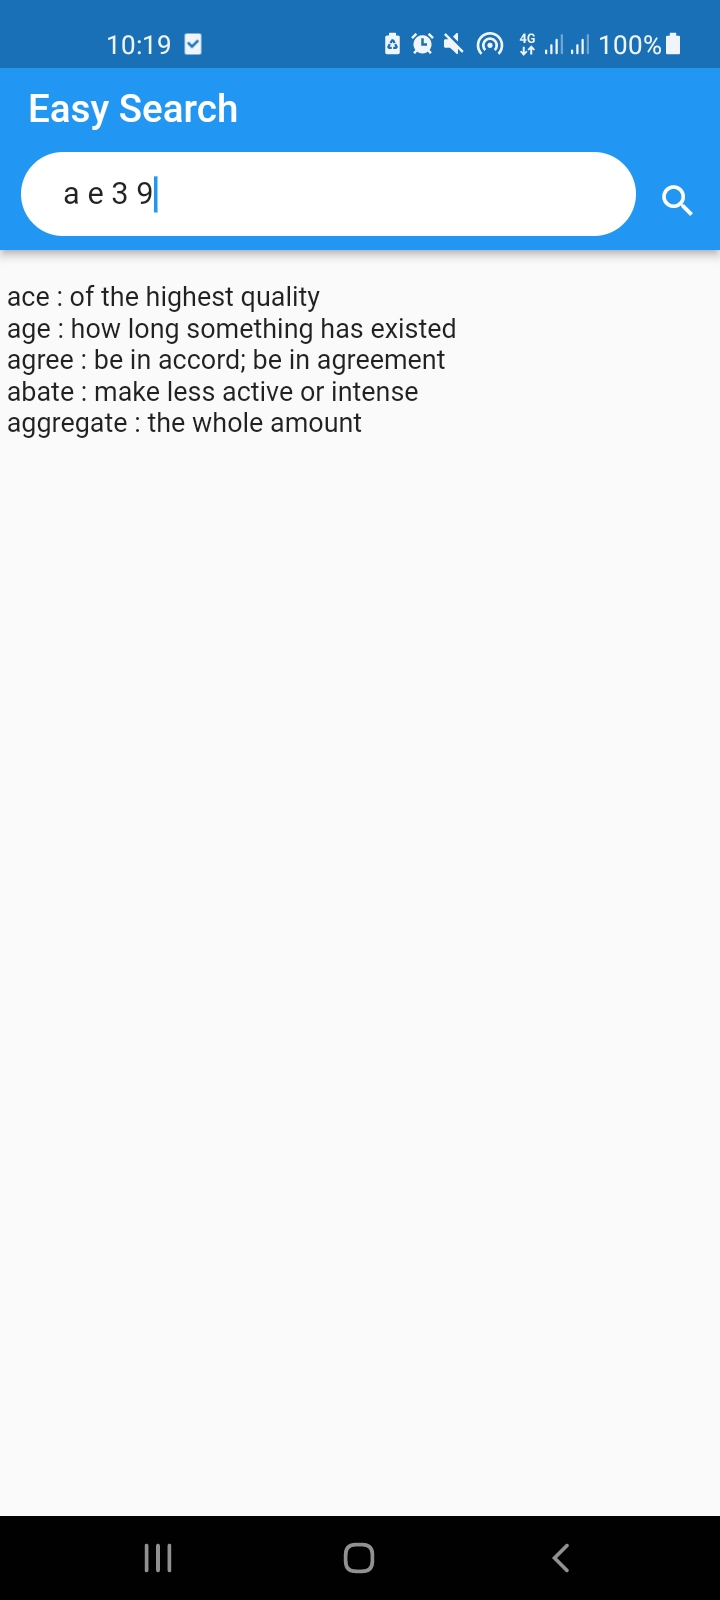 10:19 4G 100%
Easy Search
a e 3 9
ace : of the highest quality
age : how long something has existed
agree : be in accord; be in agreement
abate : make less active or intense
aggregate : the whole amount